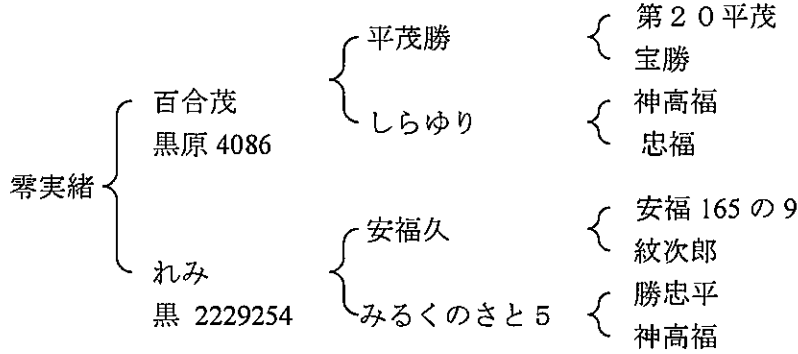 零実緒
百合茂
黒原 4086
れみ
黒 2229254
平茂勝
しらゆり
安福久
みるくのさと5
第20平茂
宝勝
神高福
忠福
安福 165 の 9
紋次郎
勝忠平
神高福